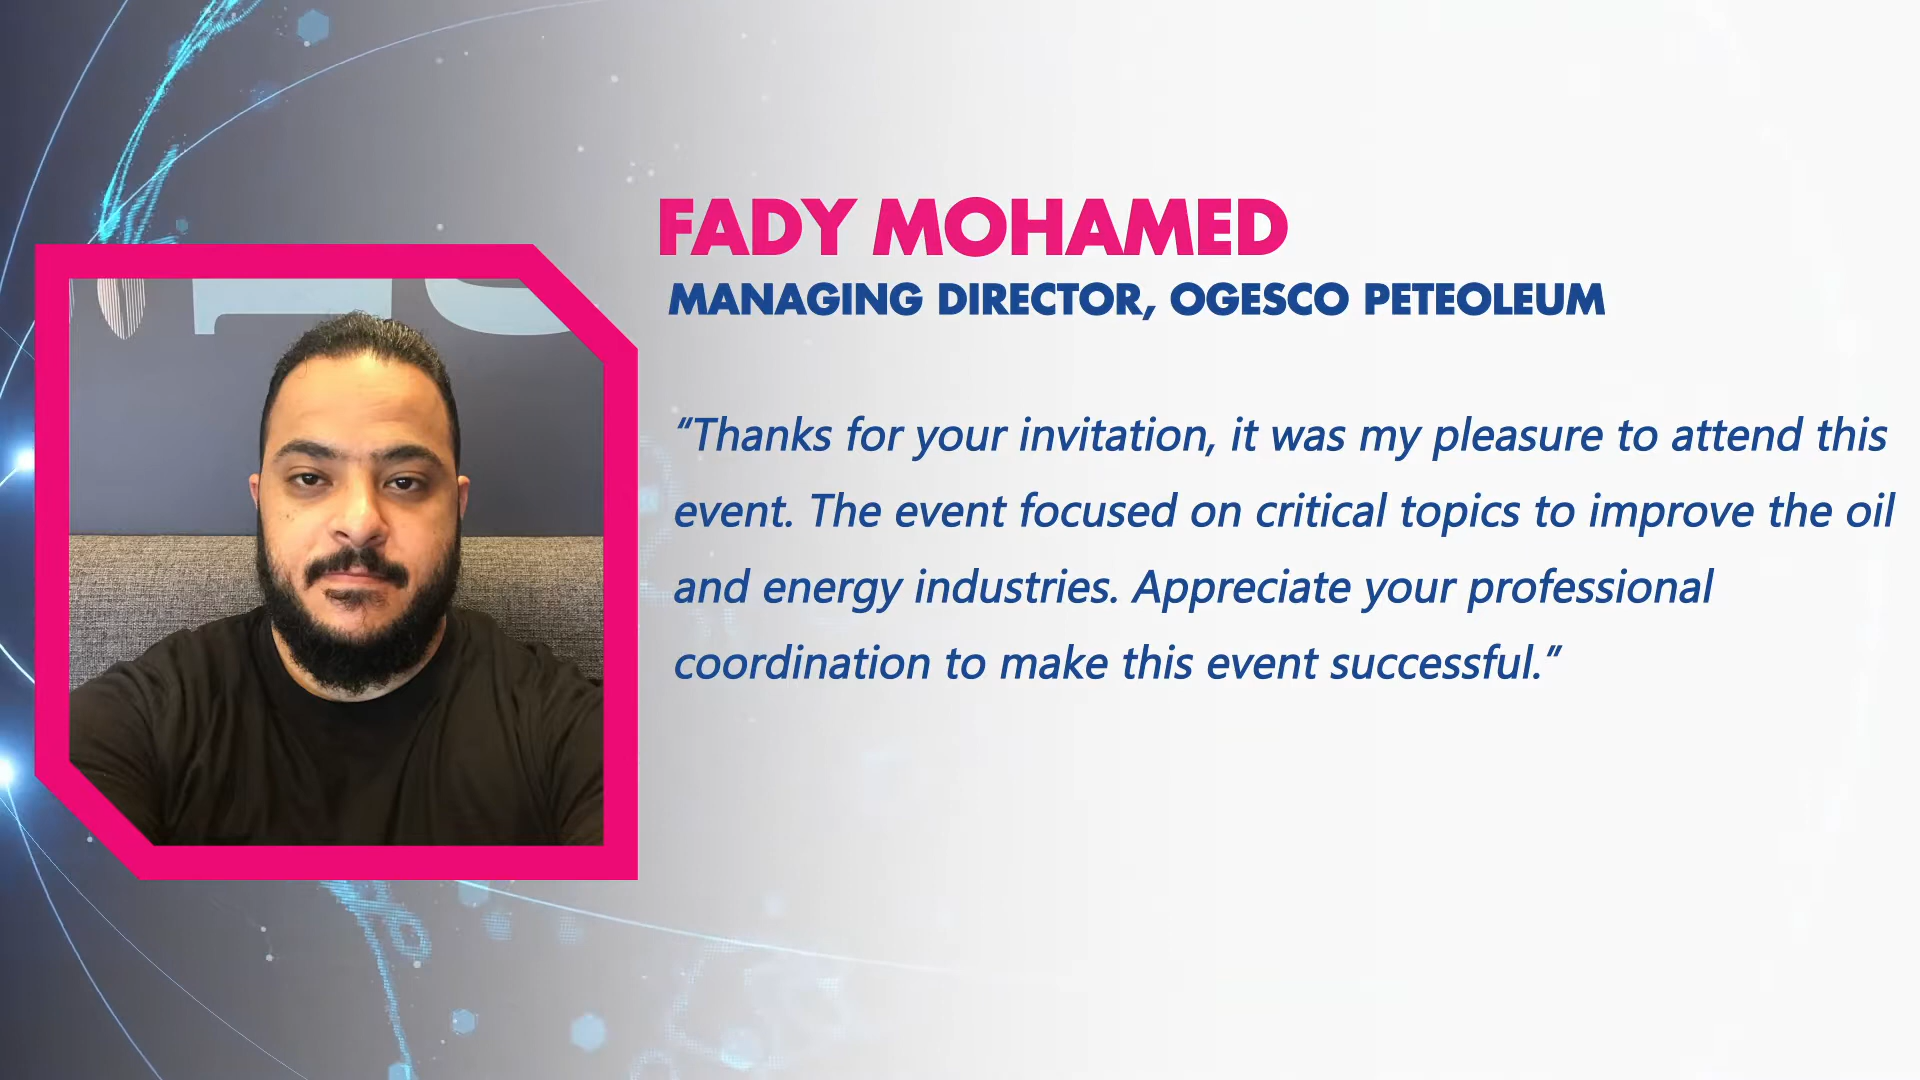 FADY MOHAMED
MANAGING DIRECTOR, OGESCO PETEOLEUM
“Thanks for your invitation, it was my pleasure to attend this
event. The event focused on critical topics to improve the oil
and energy industries. Appreciate your professional
coordination to make this event successful.”